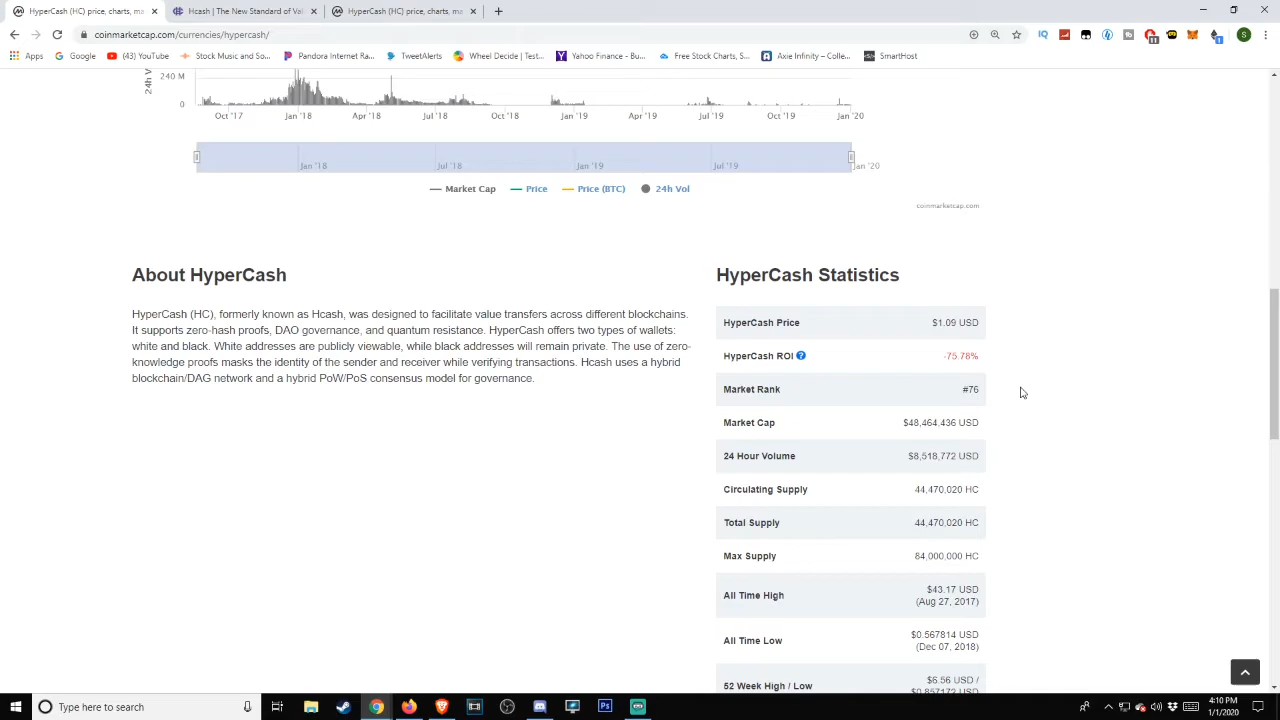 HyperCash (HC) price, charts, ma
Hcash | The New Standard of Val
HyperCash (HC) price, charts, ma
coinmarketcap.com/currencies/hypercash/
11
1
S
Apps
Google
(43) YouTube
Stock Music and So...
Pandora Internet Ra...
TweetAlerts
Wheel Decide | Test...
Yahoo Finance - Bu...
Free Stock Charts, S...
Axie Infinity – Colle...
SmartHost
24h V
240 M
0
Oct '17 Jan '18 Apr '18 Jul '18 Oct '18 Jan '19 Apr '19 Jul '19 Oct '19 Jan '20
Jan '18 Jul '18 Jan '19 Jul '19 Jan '20
Market Cap Price Price (BTC) 24h Vol
coinmarketcap.com
About HyperCash
HyperCash (HC), formerly known as Hcash, was designed to facilitate value transfers across different blockchains.
It supports zero-hash proofs, DAO governance, and quantum resistance. HyperCash offers two types of wallets:
white and black. White addresses are publicly viewable, while black addresses will remain private. The use of zero-
knowledge proofs masks the identity of the sender and receiver while verifying transactions. Hcash uses a hybrid
blockchain/DAG network and a hybrid PoW/PoS consensus model for governance.
HyperCash Statistics
HyperCash Price $1.09 USD
HyperCash ROI ? -75.78%
Market Rank #76
Market Cap $48,464,436 USD
24 Hour Volume $8,518,772 USD
Circulating Supply 44,470,020 HC
Total Supply 44,470,020 HC
Max Supply 84,000,000 HC
All Time High $43.17 USD
(Aug 27, 2017)
All Time Low $0.567814 USD
(Dec 07, 2018)
52 Week High / Low $6.56 USD /
$0.857172 USD
Type here to search
4:10 PM
1/1/2020